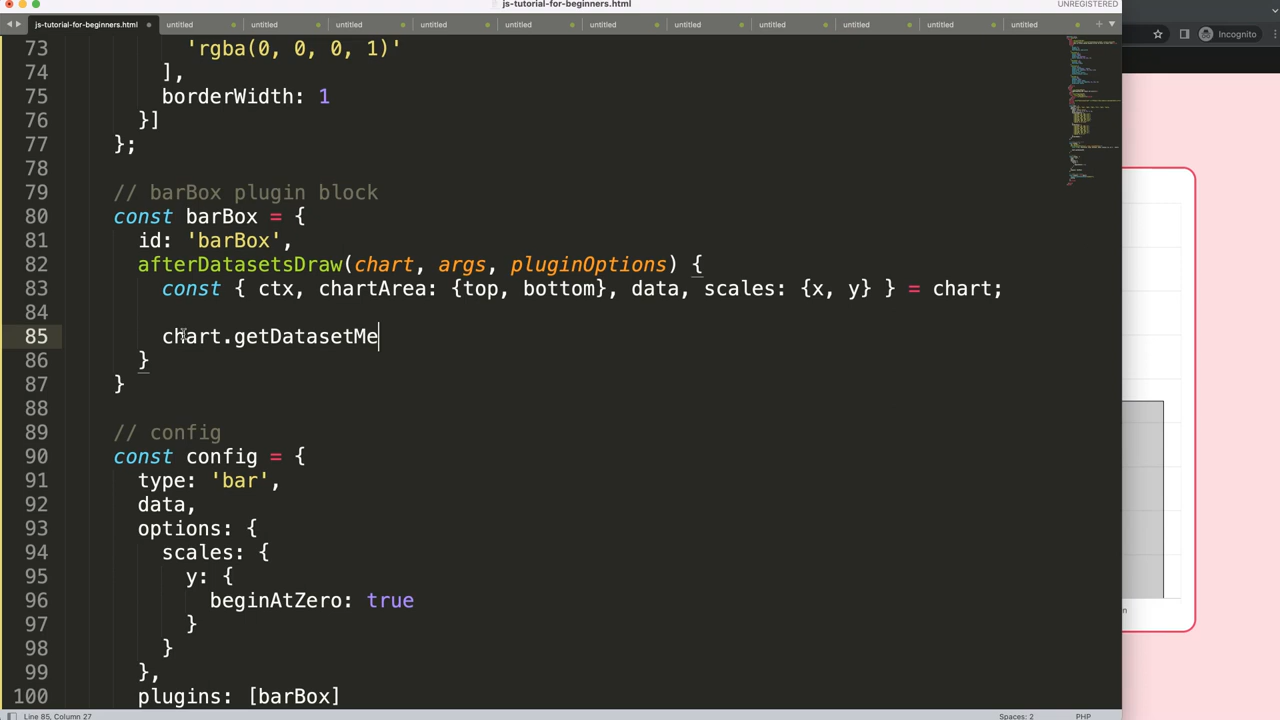 js-tutorial-for-beginners.html
UNREGISTERED
js-tutorial-for-beginners.html untitled untitled untitled untitled untitled untitled untitled untitled untitled untitled untitled
Incognito
73 'rgba(0, 0, 0, 1)'
74 ],
75 borderWidth: 1
76 }]
77 };
78
79 // barBox plugin block
80 const barBox = {
81 id: 'barBox',
82 afterDatasetsDraw(chart, args, pluginOptions) {
83 const { ctx, chartArea: {top, bottom}, data, scales: {x, y} } = chart;
84
85 chart.getDatasetMe
86 }
87 }
88
89 // config
90 const config = {
91 type: 'bar',
92 data,
93 options: {
94 scales: {
95 y: {
96 beginAtZero: true
97 }
98 }
99 },
100 plugins: [barBox]
Line 85, Column 27 Spaces: 2 PHP